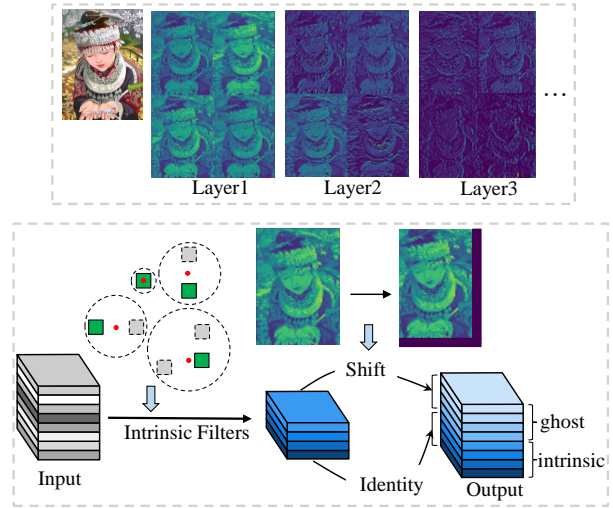 Layer1
Layer2
Layer3
...
Shift
Intrinsic Filters
ghost
intrinsic
Input
Identity
Output